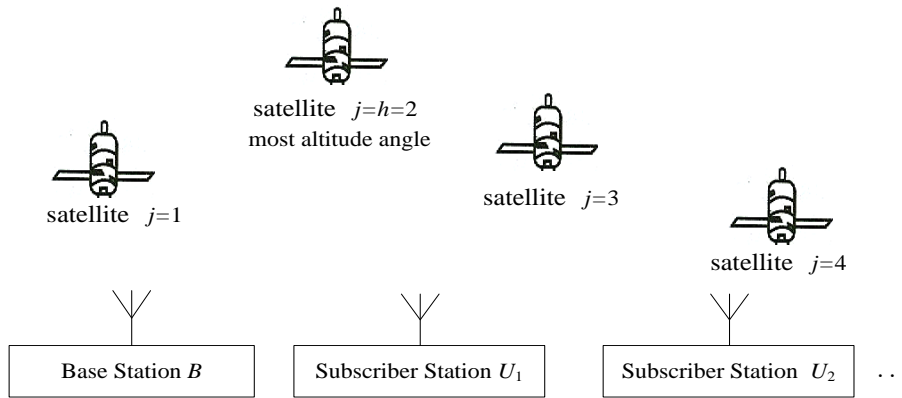 satellite j=h=2
most altitude angle
satellite j=1
satellite j=3
satellite j=4
Base Station B
Subscriber Station U₁
Subscriber Station U₂
. .